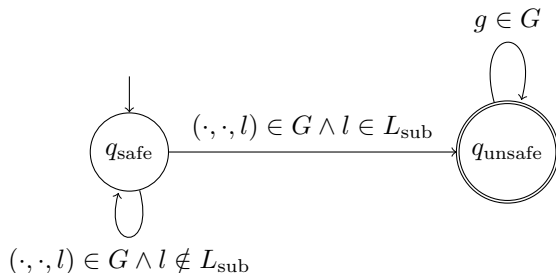 g ∈ G
(·, ·, l) ∈ G ∧ l ∈ L_sub
q_safe
q_unsafe
(·, ·, l) ∈ G ∧ l ∉ L_sub